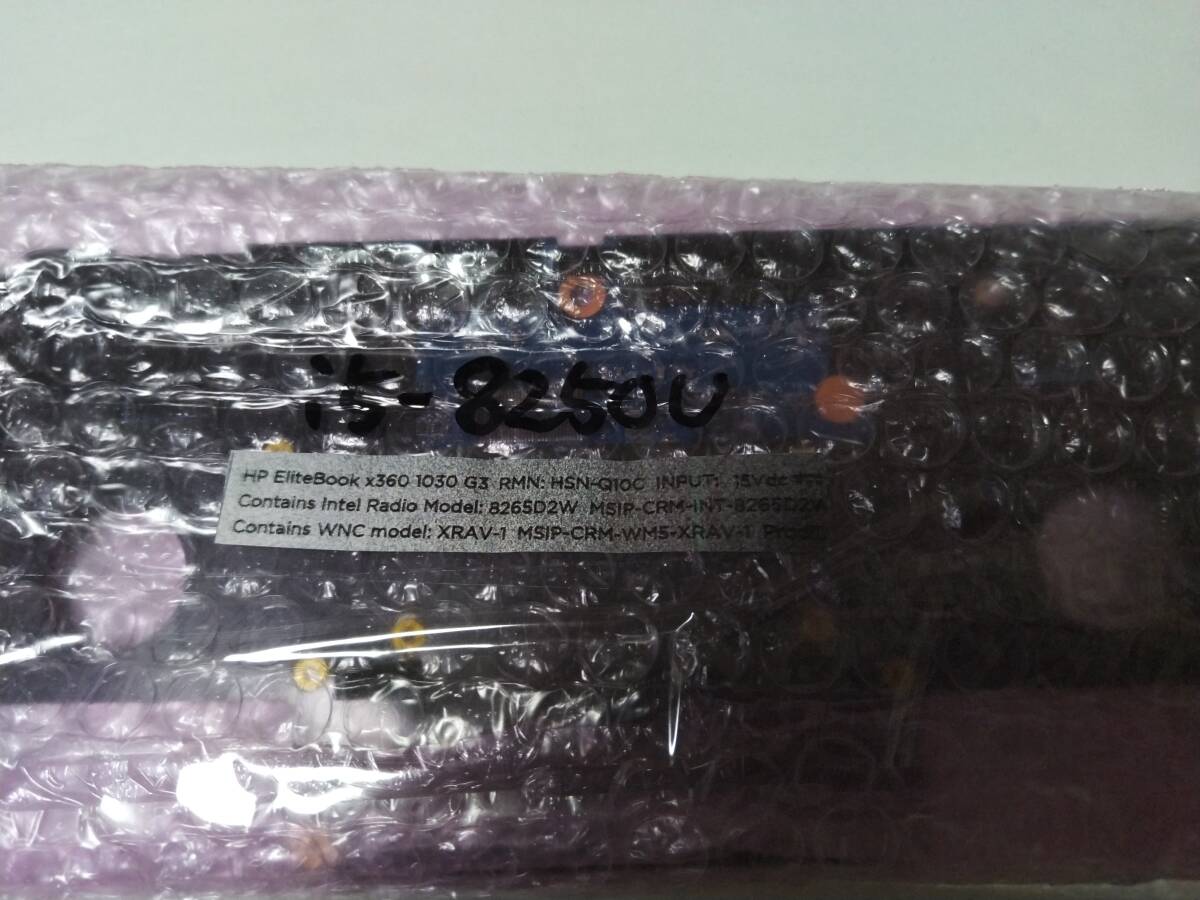 i5-8250U
HP EliteBook x360 1030 G3 RMN: HSN-Q10C INPUT: 15Vdc
Contains Intel Radio Model: 8265D2W MSIP-CRM-INT-8265D2W
Contains WNC model: XRAV-1 MSIP-CRM-WM5-XRAV-1